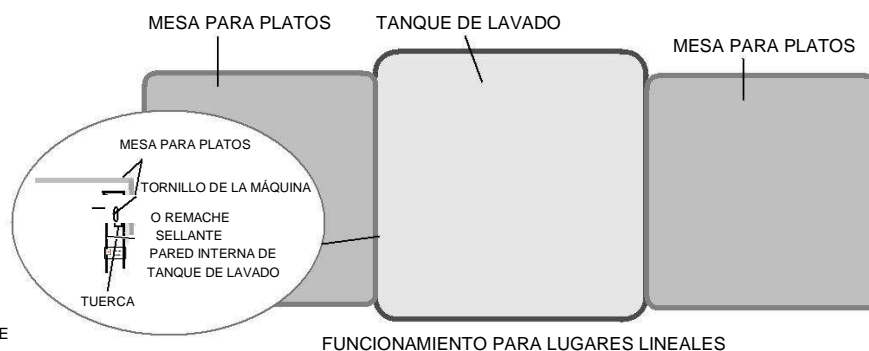 MESA PARA PLATOS
TANQUE DE LAVADO
MESA PARA PLATOS
MESA PARA PLATOS
TORNILLO DE LA MÁQUINA
O REMACHE
SELLANTE
PARED INTERNA DE
TANQUE DE LAVADO
TUERCA
E
FUNCIONAMIENTO PARA LUGARES LINEALES